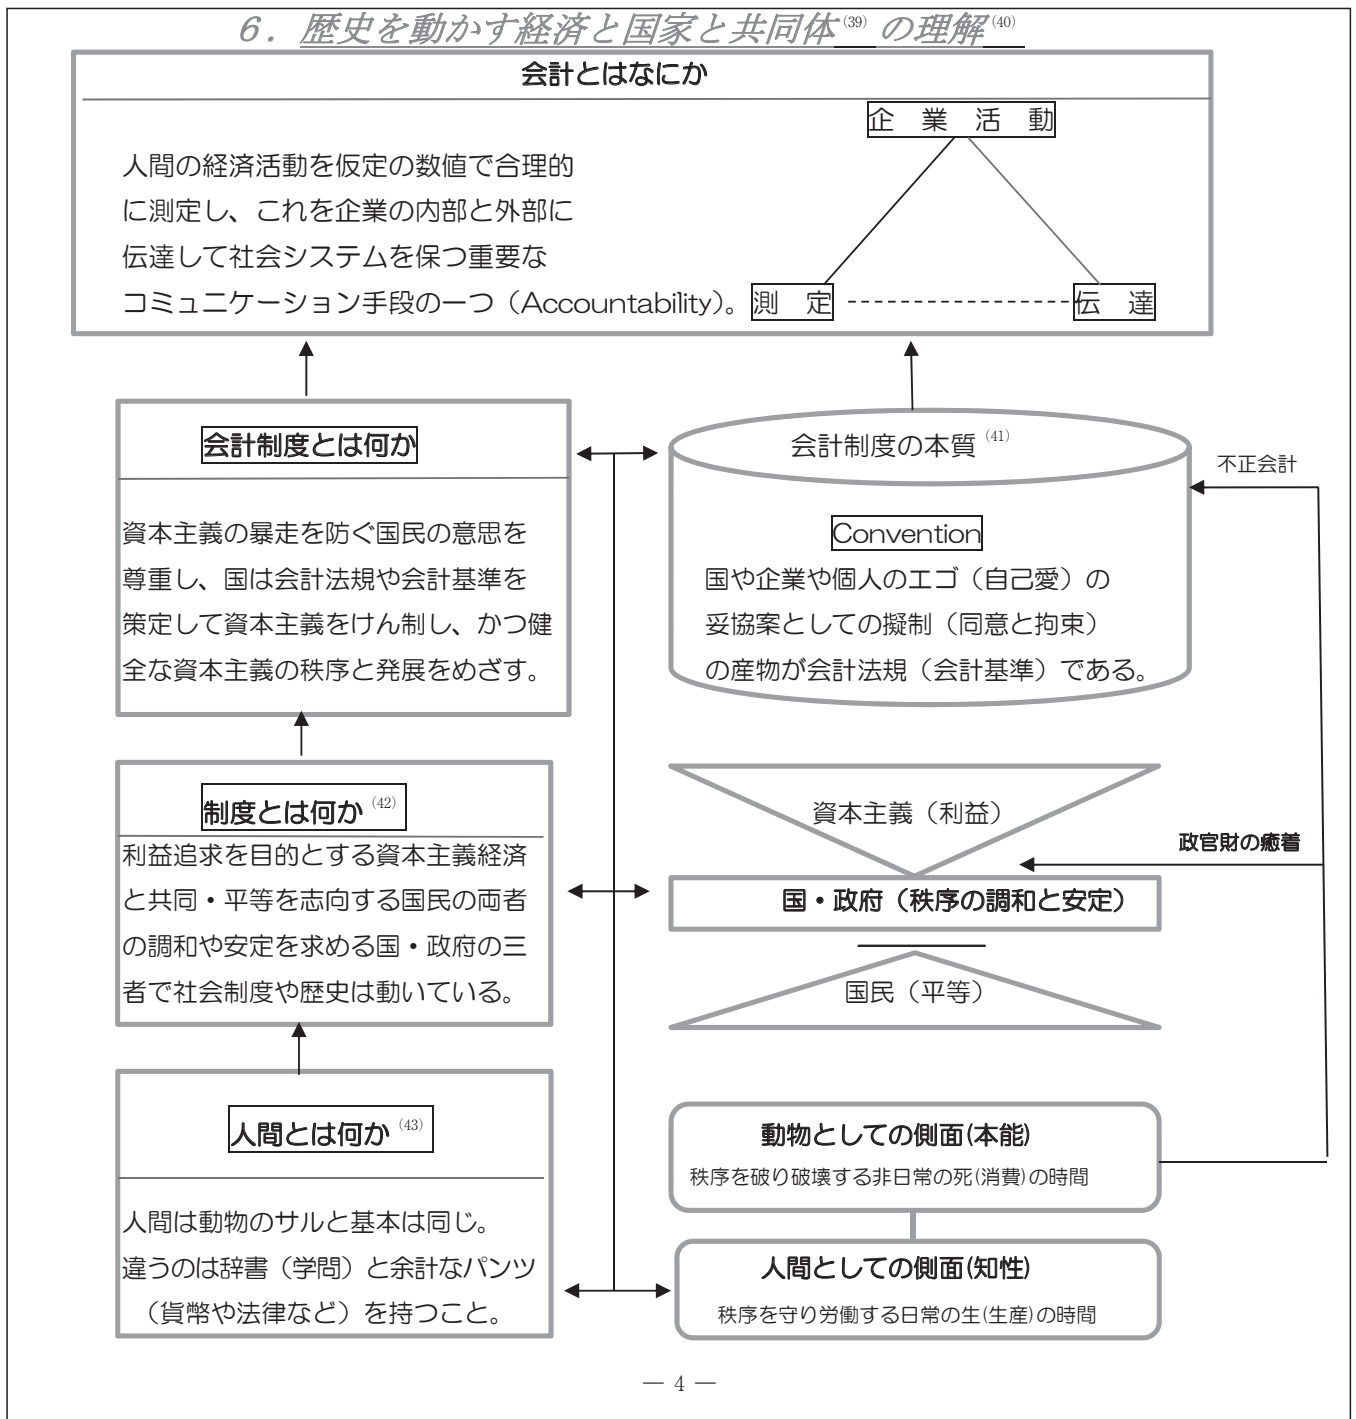 6．歴史を動かす経済と国家と共同体(39)の理解(40)
会計とはなにか
企　業　活　動
人間の経済活動を仮定の数値で合理的
に測定し、これを企業の内部と外部に
伝達して社会システムを保つ重要な
コミュニケーション手段の一つ（Accountability）。
測　定
伝　達
会計制度とは何か
資本主義の暴走を防ぐ国民の意思を
尊重し、国は会計法規や会計基準を
策定して資本主義をけん制し、かつ健
全な資本主義の秩序と発展をめざす。
会計制度の本質(41)
Convention
国や企業や個人のエゴ（自己愛）の
妥協案としての擬制（同意と拘束）
の産物が会計法規（会計基準）である。
不正会計
制度とは何か(42)
利益追求を目的とする資本主義経済
と共同・平等を志向する国民の両者
の調和や安定を求める国・政府の三
者で社会制度や歴史は動いている。
資本主義（利益）
政官財の癒着
国・政府（秩序の調和と安定）
国民（平等）
人間とは何か(43)
人間は動物のサルと基本は同じ。
違うのは辞書（学問）と余計なパンツ
（貨幣や法律など）を持つこと。
動物としての側面(本能)
秩序を破り破壊する非日常の死(消費)の時間
人間としての側面(知性)
秩序を守り労働する日常の生(生産)の時間
― 4 ―